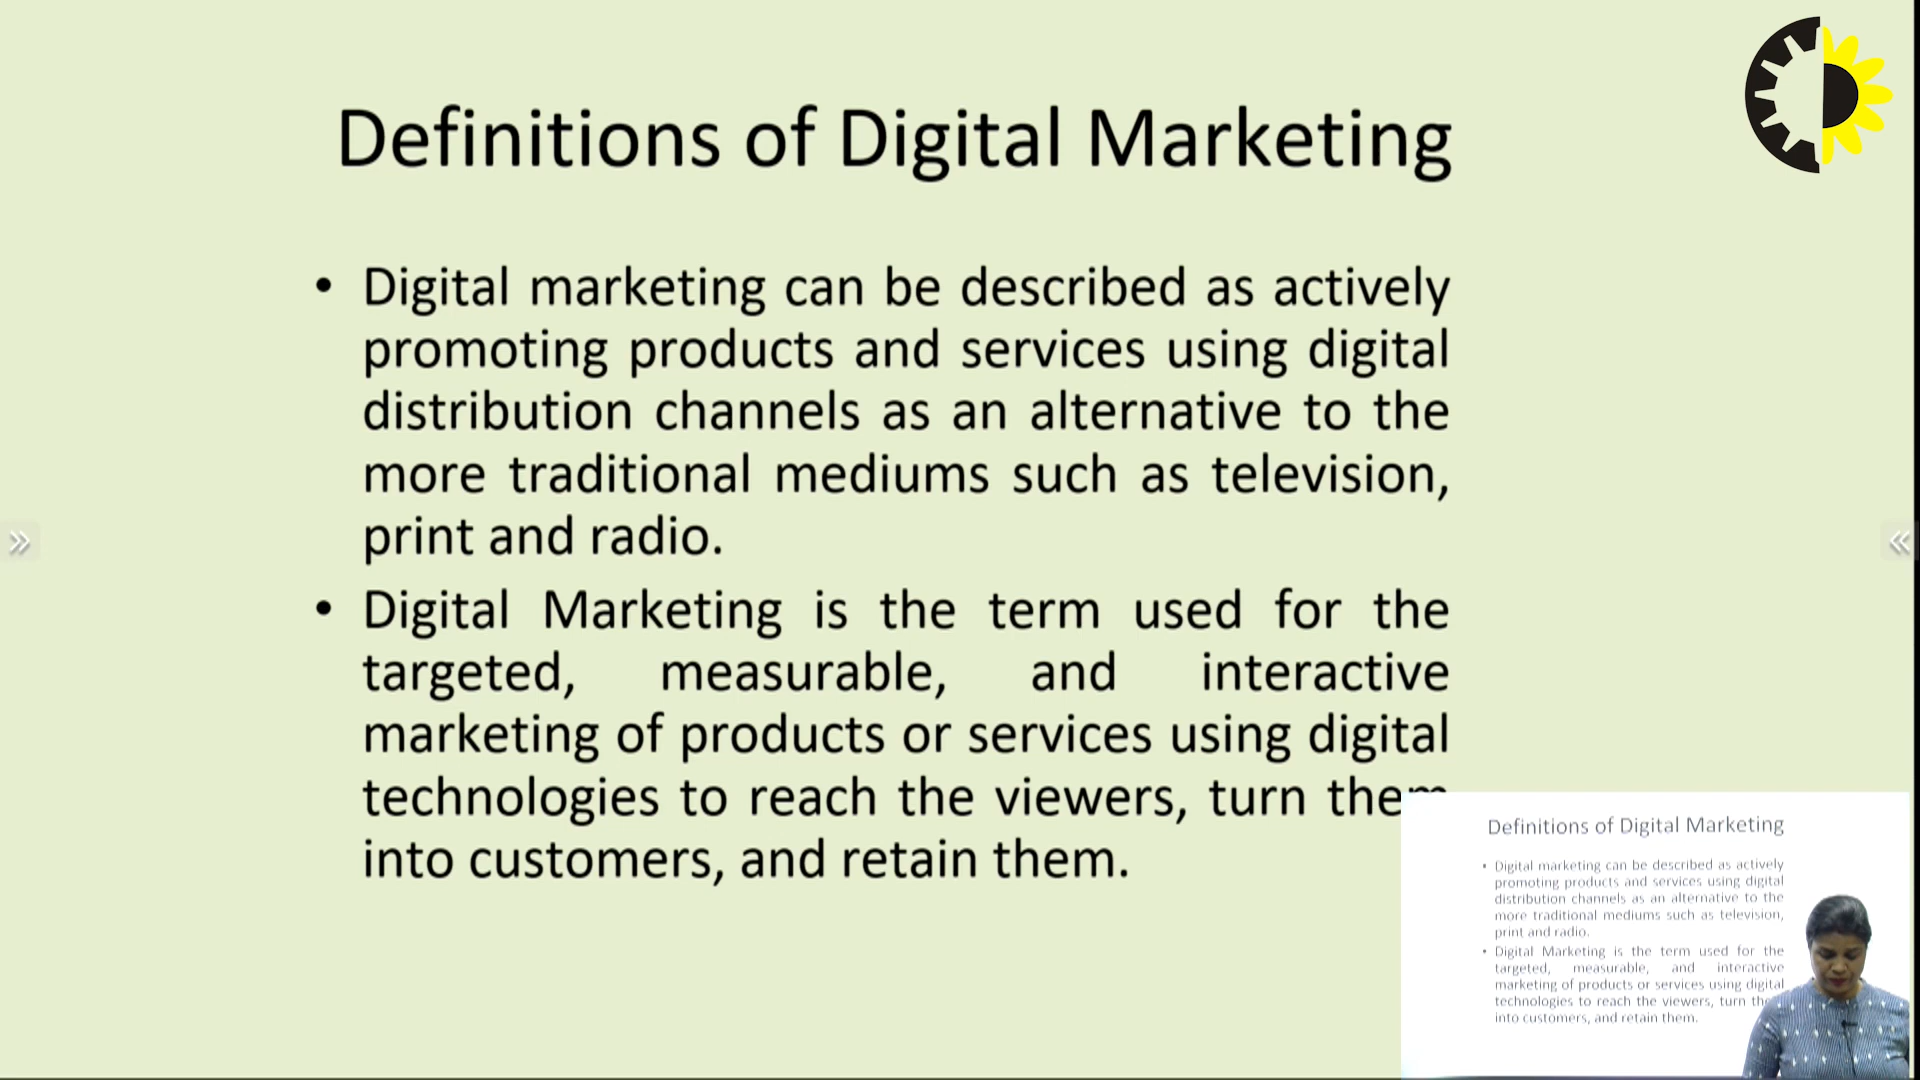 Definitions of Digital Marketing
• Digital marketing can be described as actively
promoting products and services using digital
distribution channels as an alternative to the
more traditional mediums such as television,
print and radio.
• Digital Marketing is the term used for the
targeted, measurable, and interactive
marketing of products or services using digital
technologies to reach the viewers, turn them
into customers, and retain them.
Definitions of Digital Marketing
• Digital marketing can be described as actively
promoting products and services using digital
distribution channels as an alternative to the
more traditional mediums such as television,
print and radio.
• Digital Marketing is the term used for the
targeted, measurable, and interactive
marketing of products or services using digital
technologies to reach the viewers, turn the
into customers, and retain them.